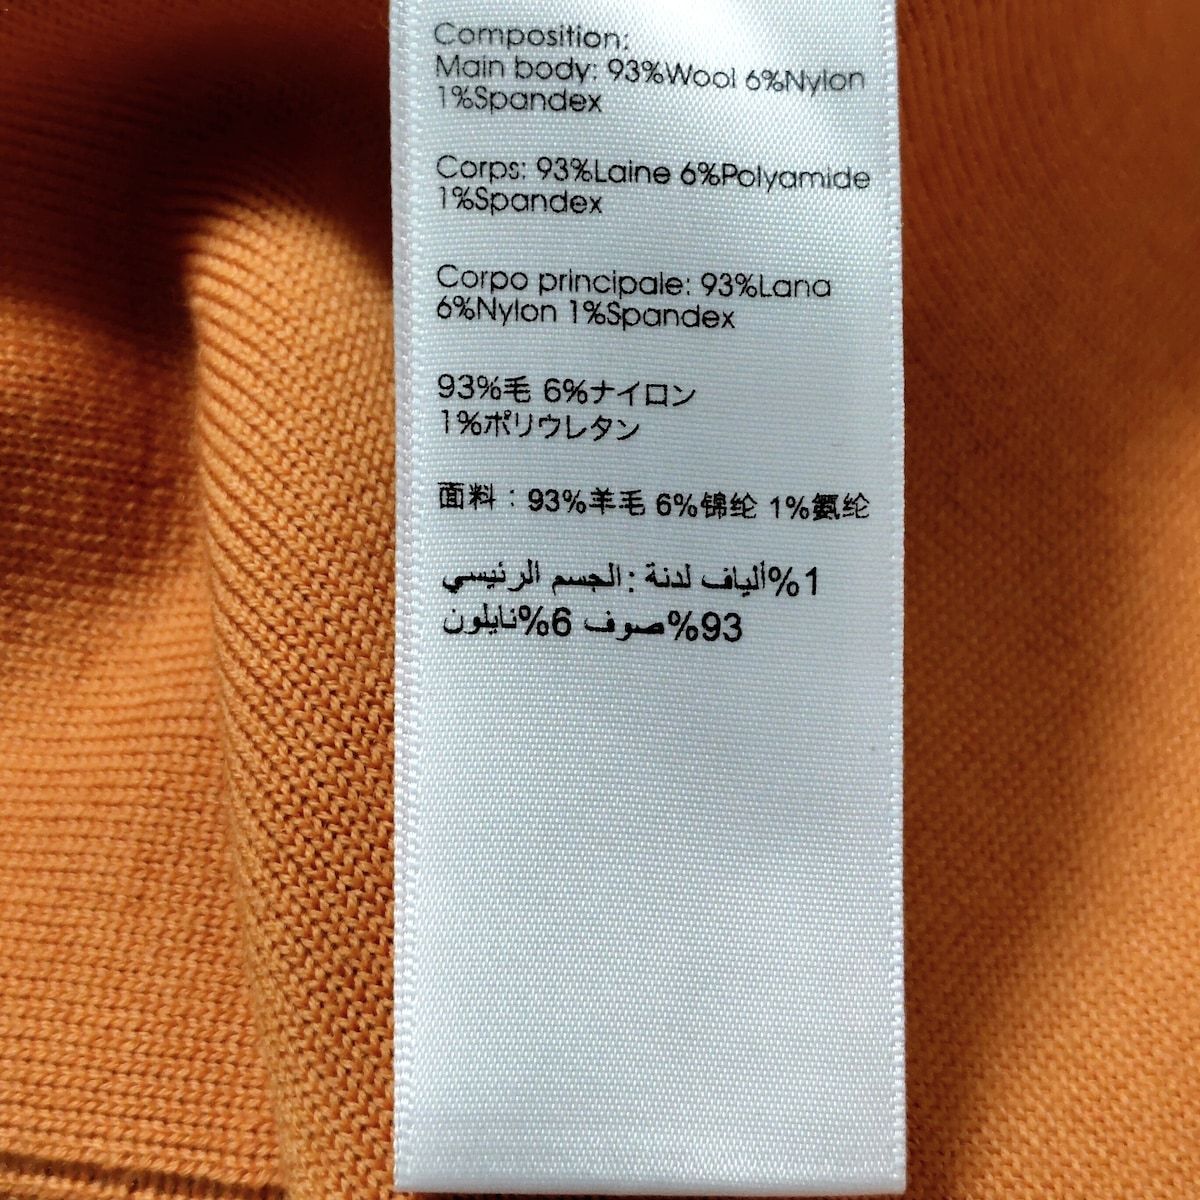 Composition:
Main body: 93%Wool 6%Nylon
1%Spandex
Corps: 93%Laine 6%Polyamide
1%Spandex
Corpo principale: 93%Lana
6%Nylon 1%Spandex
93%毛 6%ナイロン
1%ポリウレタン
面料：93%羊毛 6%锦纶 1%氨纶
1%ألياف لدنة : الجسم الرئيسي
93%صوف 6%نايلون